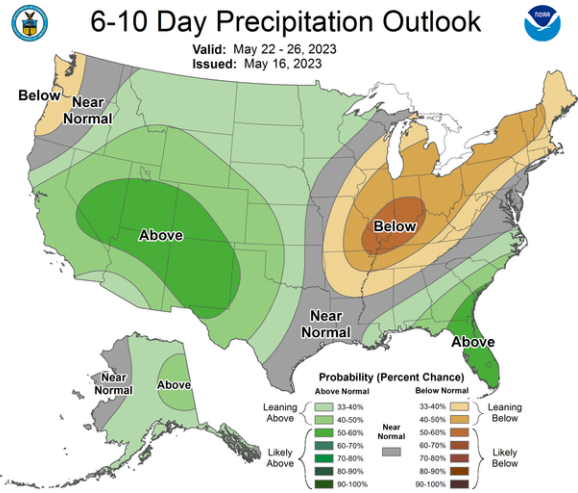 6-10 Day Precipitation Outlook
NOAA
Valid: May 22 - 26, 2023
Issued: May 16, 2023
Below
Near
Normal
Above
Below
Near
Normal
Above
Near
Normal
Above
Probability (Percent Chance)
Above Normal
Below Normal
Leaning
Above
33-40%
40-50%
Likely
Above
50-60%
60-70%
70-80%
80-90%
90-100%
Near
Normal
33-40%
40-50%
Leaning
Below
50-60%
60-70%
70-80%
80-90%
90-100%
Likely
Below